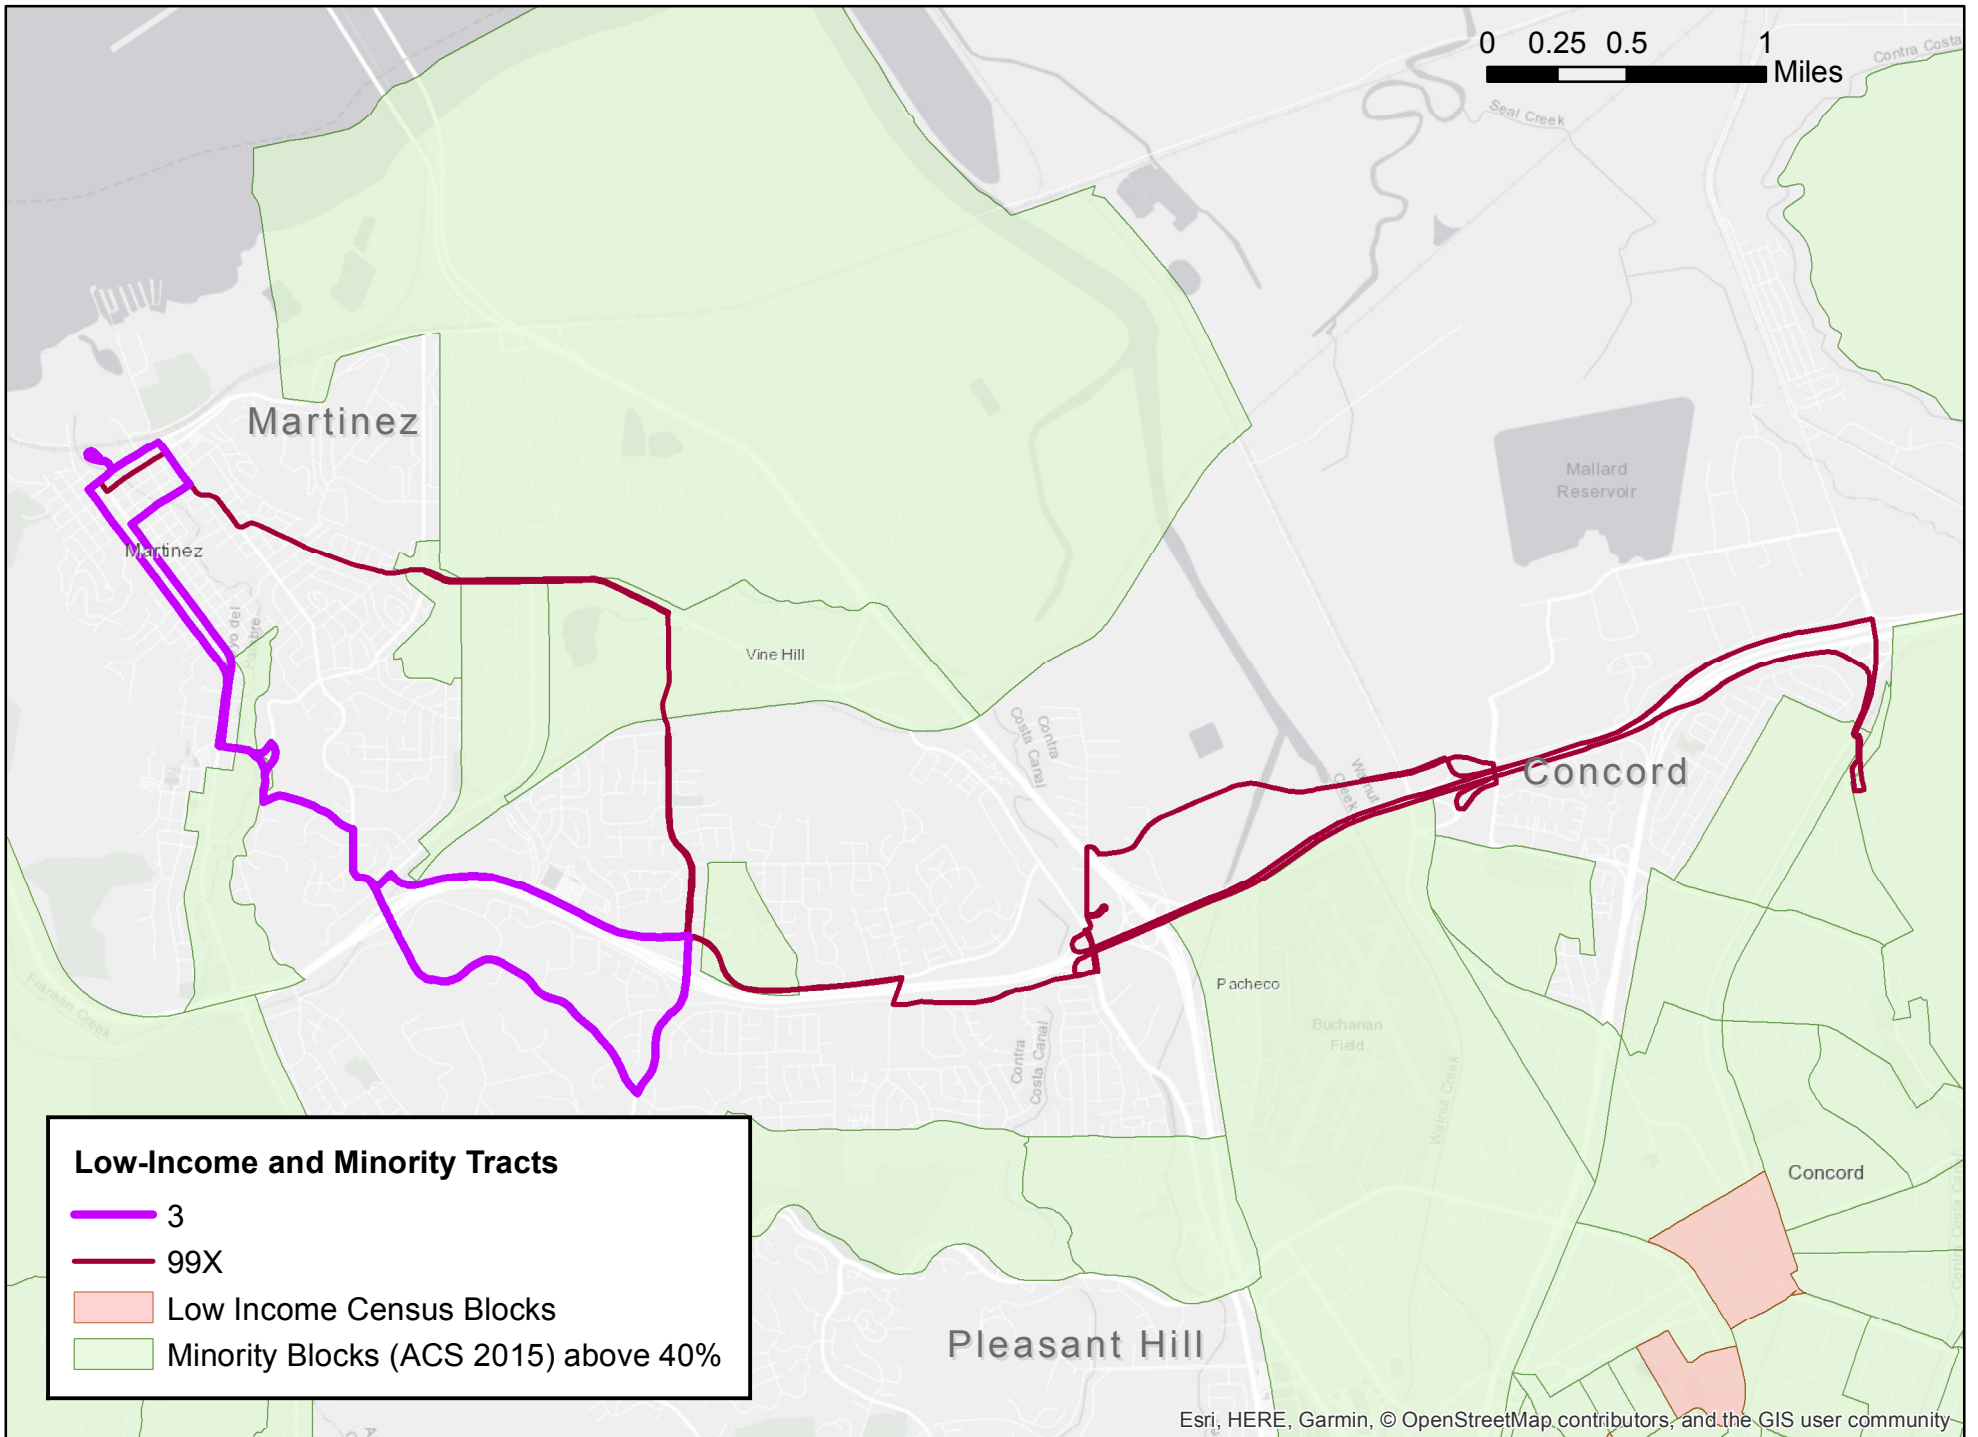 0 0.25 0.5 1
Miles
Contra Costa
Seal Creek
Martinez
Mallard
Reservoir
Martinez
Vine Hill
Contra
Costa Canal
Walnut
Creek
Concord
Franklin Creek
Pacheco
Buchanan
Field
Contra
Costa Canal
Walnut Creek
Concord
Pleasant Hill
Low-Income and Minority Tracts
3
99X
Low Income Census Blocks
Minority Blocks (ACS 2015) above 40%
Esri, HERE, Garmin, © OpenStreetMap contributors, and the GIS user community